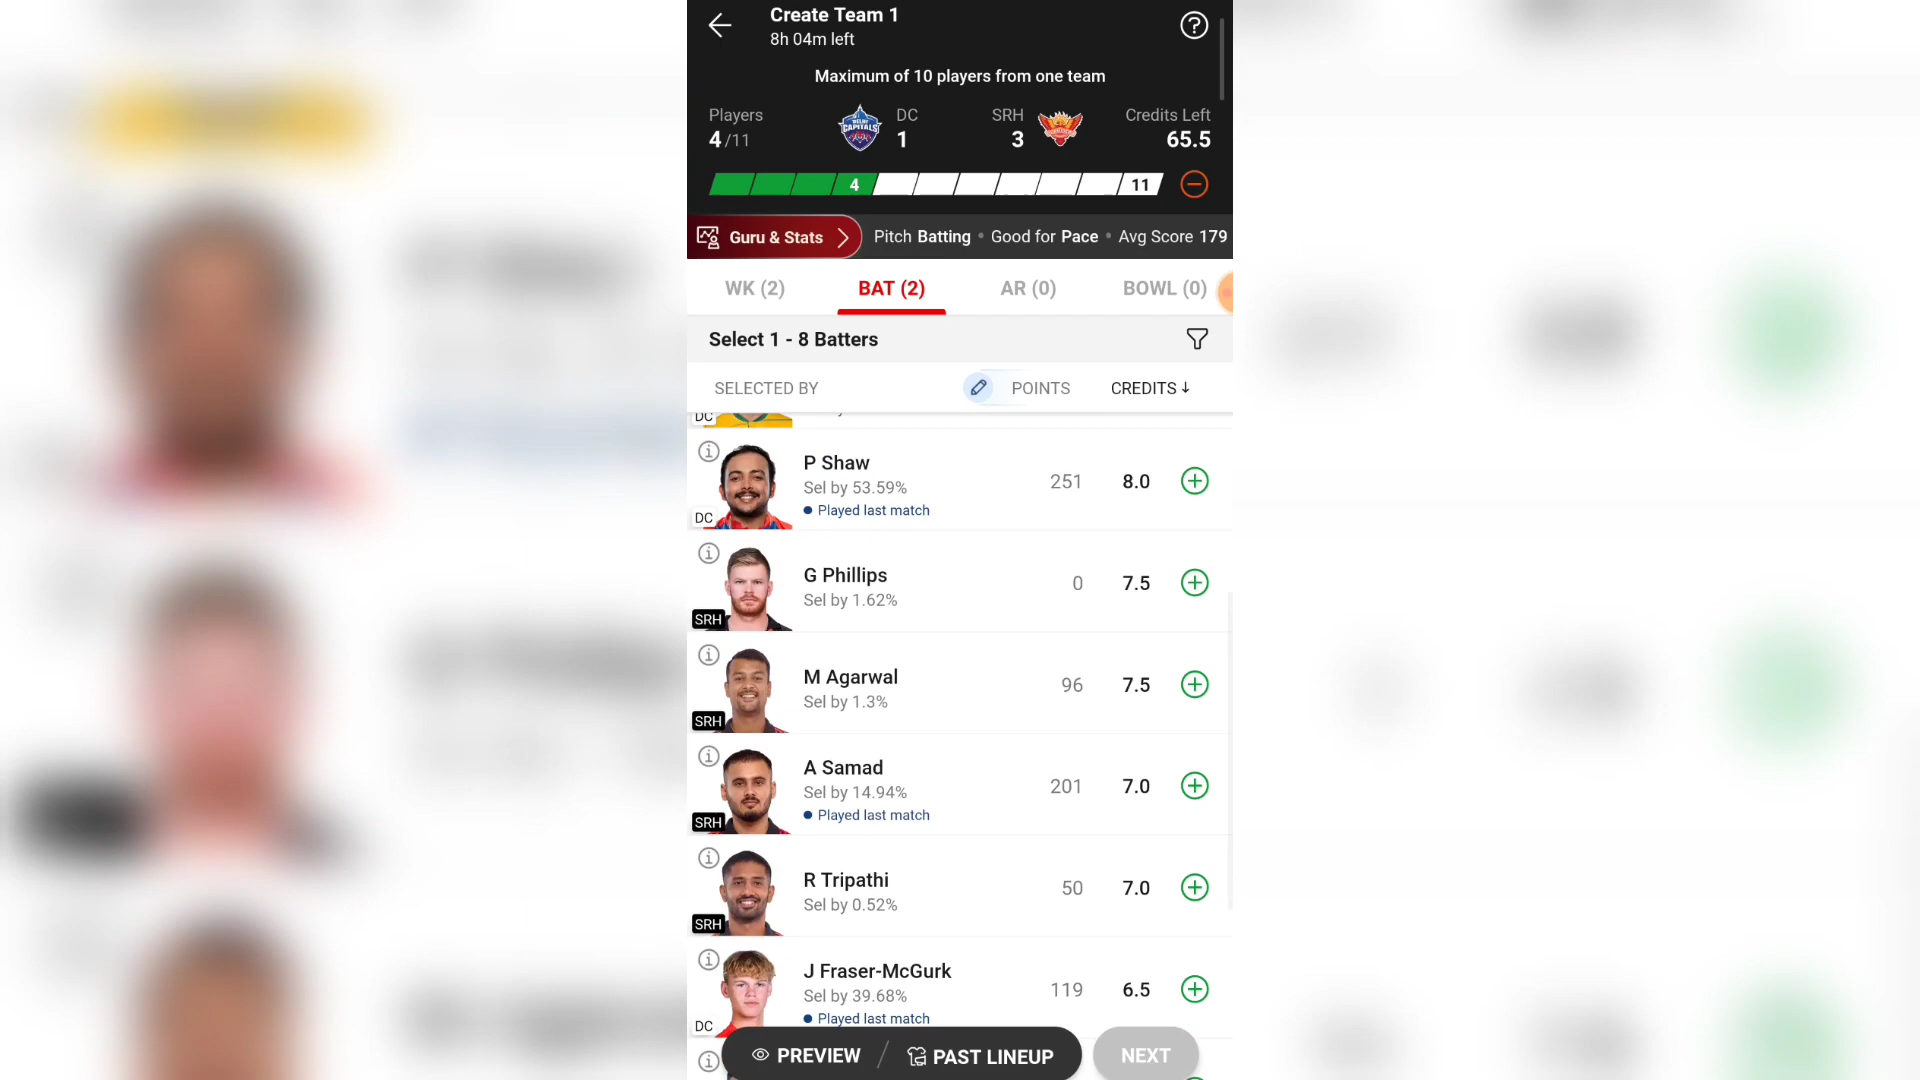 Create Team 1
8h 04m left
Maximum of 10 players from one team
Players DC SRH Credits Left
4/11 1 3 65.5
DELHI CAPITALS
4 11
Guru & Stats Pitch Batting • Good for Pace • Avg Score 179
WK (2) BAT (2) AR (0) BOWL (0)
Select 1 - 8 Batters
SELECTED BY POINTS CREDITS↓
DC
P Shaw
Sel by 53.59% 251 8.0
Played last match
DC
G Phillips
Sel by 1.62% 0 7.5
SRH
M Agarwal
Sel by 1.3% 96 7.5
SRH
A Samad
Sel by 14.94% 201 7.0
Played last match
SRH
R Tripathi
Sel by 0.52% 50 7.0
SRH
J Fraser-McGurk
Sel by 39.68% 119 6.5
Played last match
DC
PREVIEW / PAST LINEUP NEXT